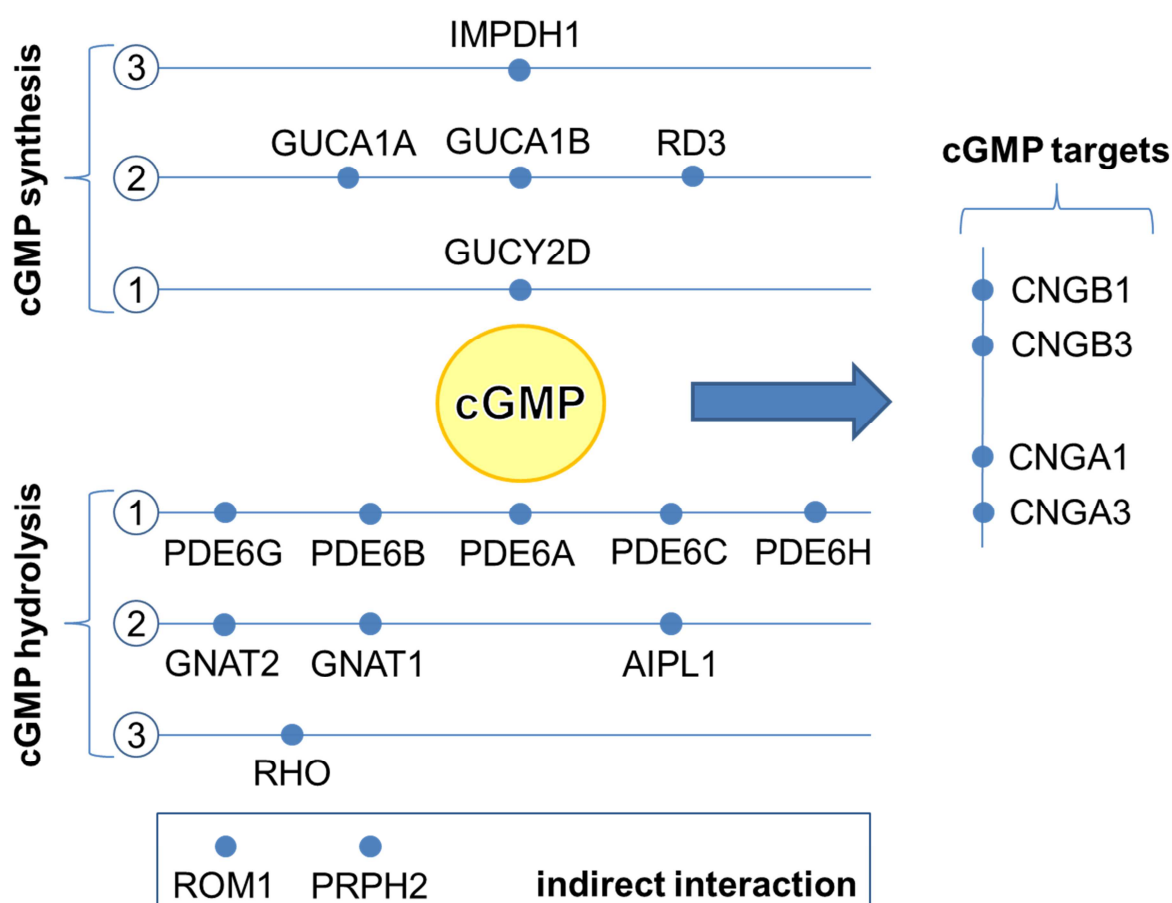 cGMP synthesis
3
IMPDH1
2
GUCA1A GUCA1B RD3
1
GUCY2D
cGMP
cGMP targets
CNGB1
CNGB3
CNGA1
CNGA3
cGMP hydrolysis
1
PDE6G PDE6B PDE6A PDE6C PDE6H
2
GNAT2 GNAT1 AIPL1
3
RHO
ROM1 PRPH2 indirect interaction